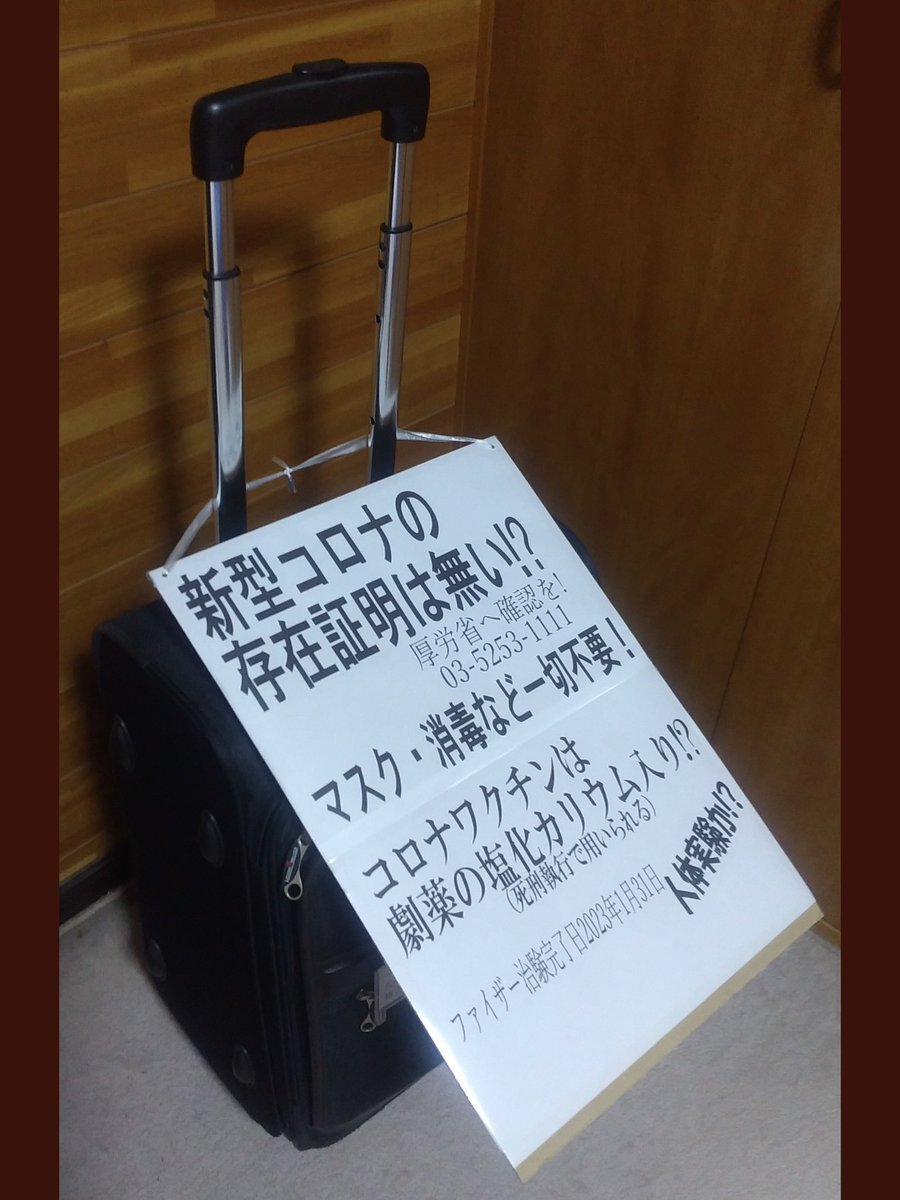 新型コロナの
存在証明は無い!?
厚労省へ確認を!
03-5253-1111
マスク・消毒など一切不要！
コロナワクチンは
劇薬の塩化カリウム入り!?
(死刑執行で用いられる)
ファイザー治験完了日2023年1月31日
人体実験か!?